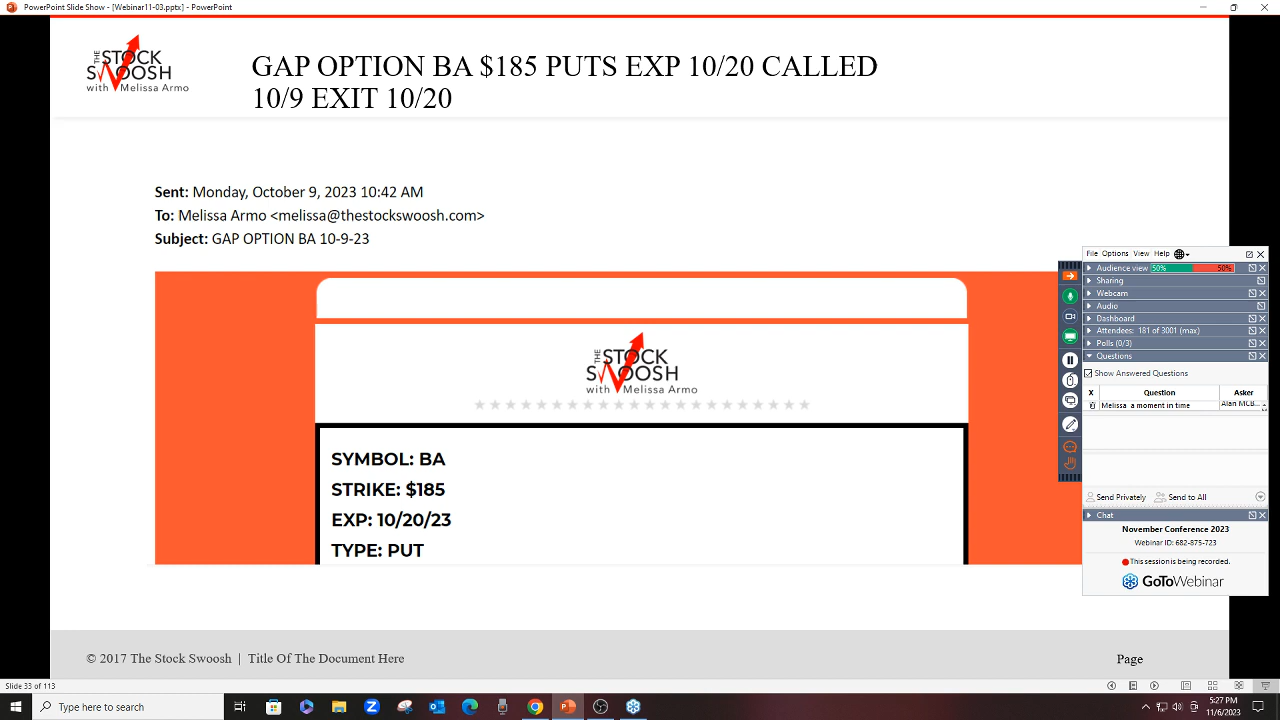 PowerPoint Slide Show - [Webinar11-03.pptx] - PowerPoint
THE STOCK SWOOSH
with Melissa Armo
GAP OPTION BA $185 PUTS EXP 10/20 CALLED
10/9 EXIT 10/20
Sent: Monday, October 9, 2023 10:42 AM
To: Melissa Armo <melissa@thestockswoosh.com>
Subject: GAP OPTION BA 10-9-23
THE STOCK SWOOSH
with Melissa Armo
SYMBOL: BA
STRIKE: $185
EXP: 10/20/23
TYPE: PUT
File Options View Help
Audience view 50% 50%
Sharing
Webcam
Audio
Dashboard
Attendees: 181 of 3001 (max)
Polls (0/3)
Questions
Show Answered Questions
X Question Asker
Melissa a moment in time Alan MCB
Send Privately Send to All
Chat
November Conference 2023
Webinar ID: 682-875-723
This session is being recorded.
GoToWebinar
© 2017 The Stock Swoosh | Title Of The Document Here
Page
Slide 33 of 113
Type here to search
5:27 PM
11/6/2023